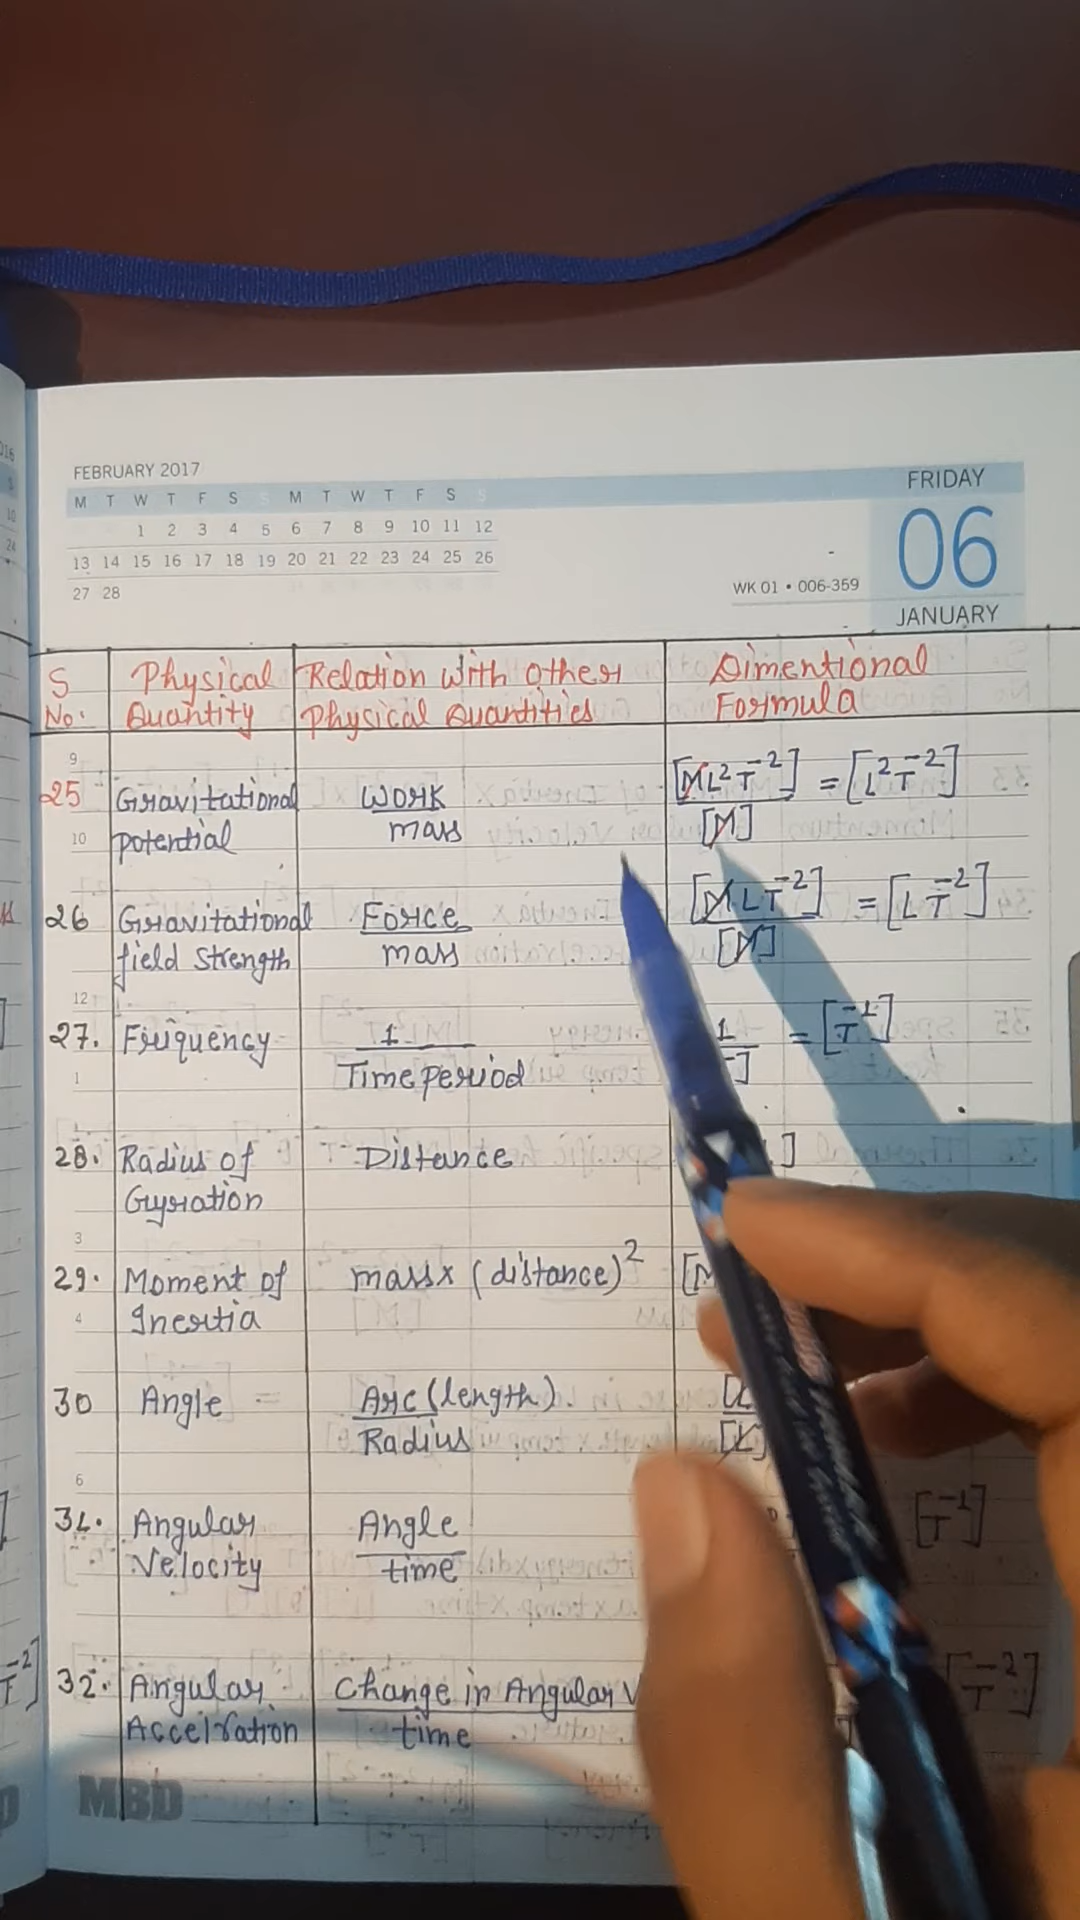 FEBRUARY 2017
M T W T F S S M T W T F S S
1 2 3 4 5 6 7 8 9 10 11 12
13 14 15 16 17 18 19 20 21 22 23 24 25 26
27 28
FRIDAY
06
JANUARY
WK 01 • 006-359
S No. Physical Quantity Relation with other Physical Quantities Dimentional Formula
25 Gravitational potential Work / mass [ML²T⁻²] / [M] = [L²T⁻²]
26 Gravitational field Strength Force / mass [MLT⁻²] / [M] = [LT⁻²]
27. Friquency 1 / Time period 1 / ] = [T⁻¹]
28. Radius of Gyration Distance ]
29. Moment of Inertia mass x (distance)² [M
30 Angle = Arc (length) / Radius [L / [L]
31. Angular Velocity Angle / time [T⁻¹]
32. Angular Accelration Change in Angular V / time [T⁻²]
MBD